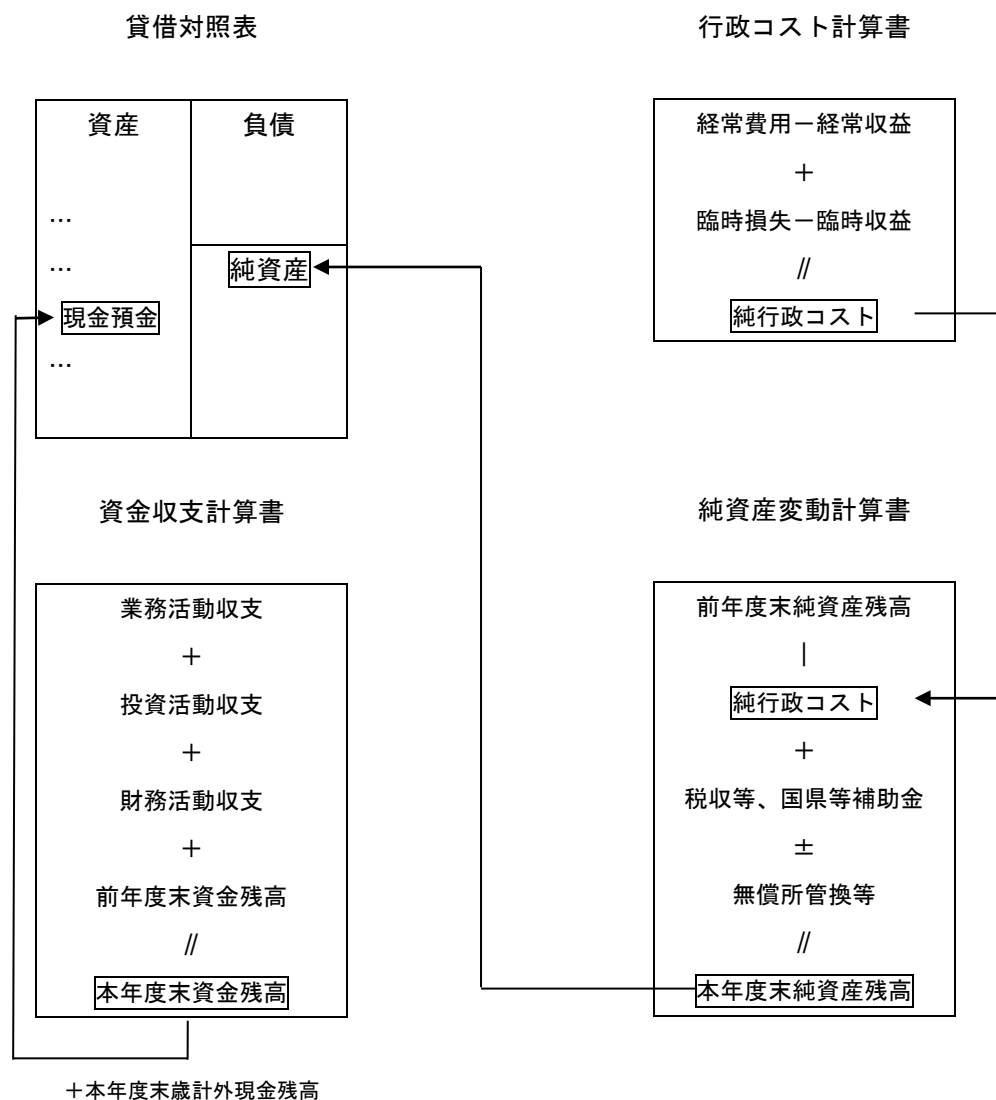 貸借対照表
資産
負債
…
…
現金預金
…
純資産
行政コスト計算書
経常費用－経常収益
＋
臨時損失－臨時収益
//
純行政コスト
資金収支計算書
業務活動収支
＋
投資活動収支
＋
財務活動収支
＋
前年度末資金残高
//
本年度末資金残高
＋本年度末歳計外現金残高
純資産変動計算書
前年度末純資産残高
｜
純行政コスト
＋
税収等、国県等補助金
±
無償所管換等
//
本年度末純資産残高